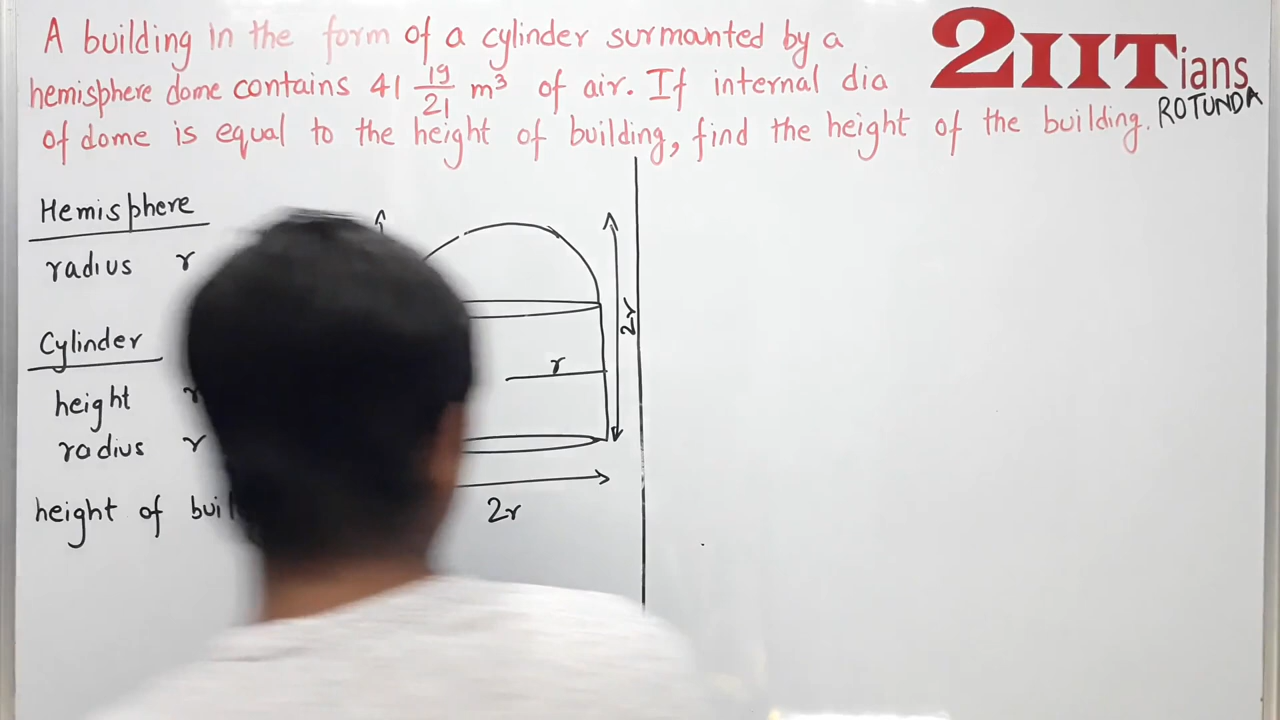 A building in the form of a cylinder surmounted by a
hemisphere dome contains 41 19/21 m³ of air. If internal dia
of dome is equal to the height of building, find the height of the building.
2IITians
ROTUNDA
Hemisphere
radius r
Cylinder
height
radius r
height of
r
2r
2r